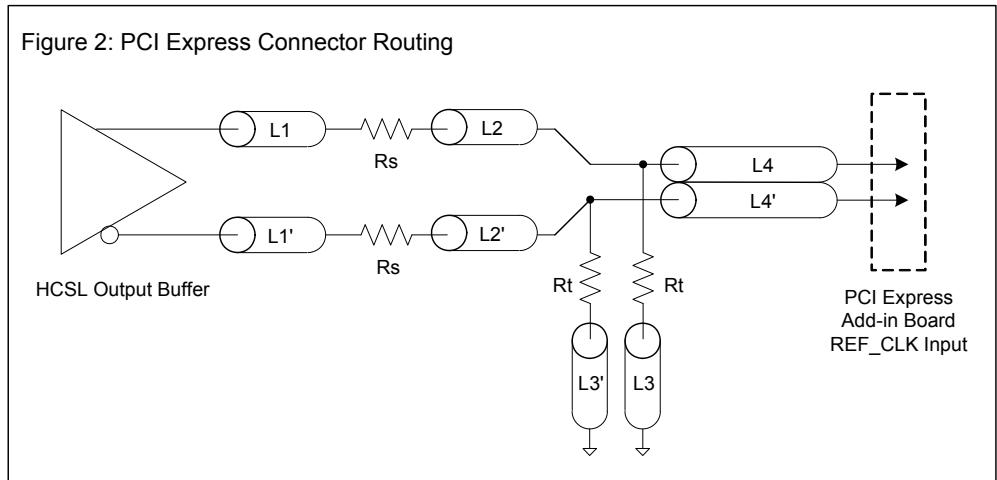 Figure 2: PCI Express Connector Routing
L1
Rs
L2
L4
L4'
L1'
Rs
L2'
HCSL Output Buffer
Rt
Rt
L3'
L3
PCI Express
Add-in Board
REF_CLK Input